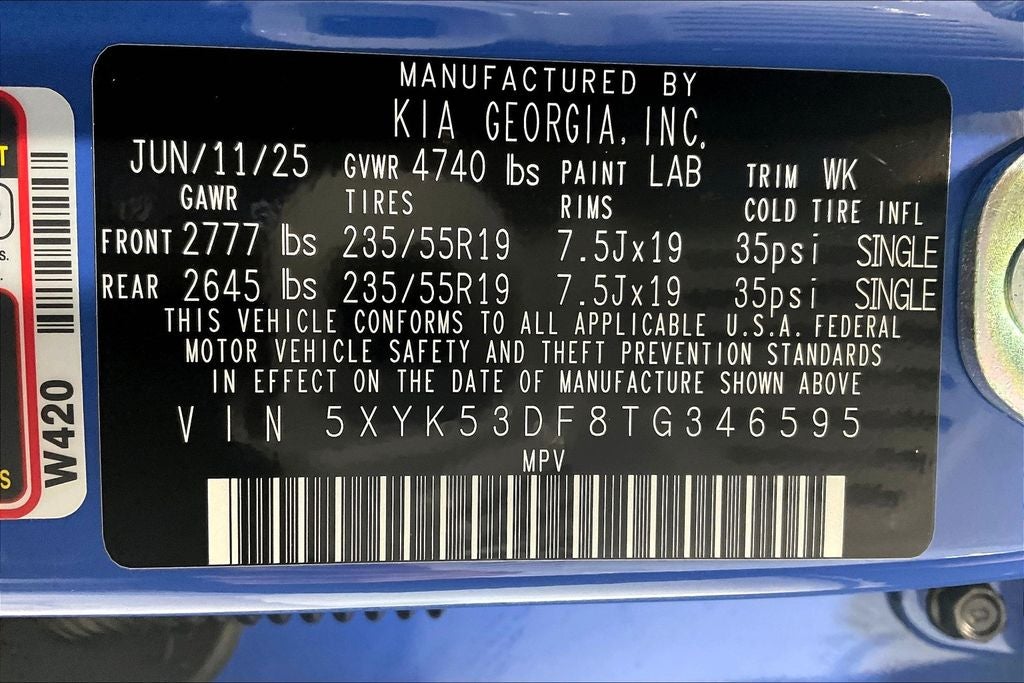 MANUFACTURED BY
KIA GEORGIA, INC.
JUN/11/25 GVWR 4740 lbs PAINT LAB TRIM WK
GAWR TIRES RIMS COLD TIRE INFL
FRONT 2777 lbs 235/55R19 7.5Jx19 35psi SINGLE
REAR 2645 lbs 235/55R19 7.5Jx19 35psi SINGLE
THIS VEHICLE CONFORMS TO ALL APPLICABLE U.S.A. FEDERAL
MOTOR VEHICLE SAFETY AND THEFT PREVENTION STANDARDS
IN EFFECT ON THE DATE OF MANUFACTURE SHOWN ABOVE
VIN 5XYK53DF8TG346595
MPV
W420